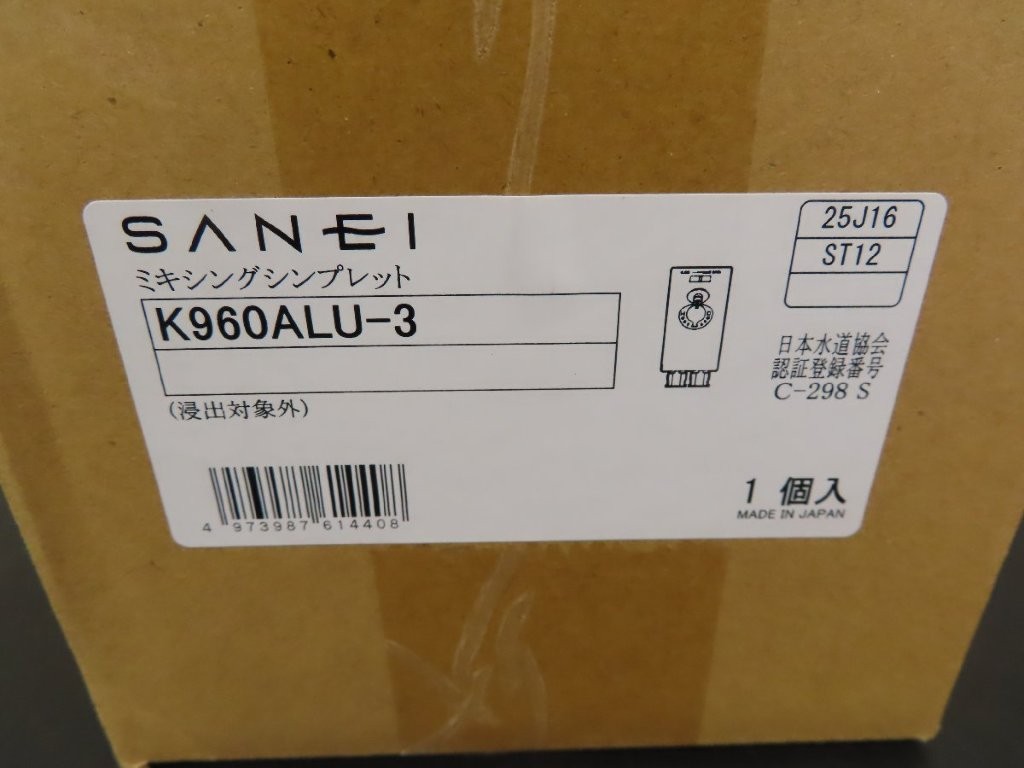 SANEI
ミキシングシンプレット
K960ALU-3
(浸出対象外)
4 973987 614408
25J16
ST12
日本水道協会
認証登録番号
C-298 S
1 個入
MADE IN JAPAN